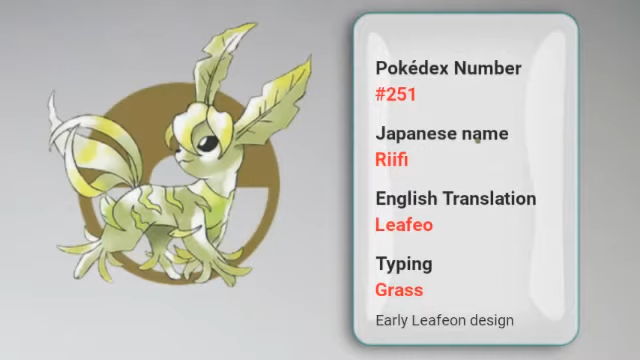 Pokédex Number
#251
Japanese name
Riifi
English Translation
Leafeo
Typing
Grass
Early Leafeon design